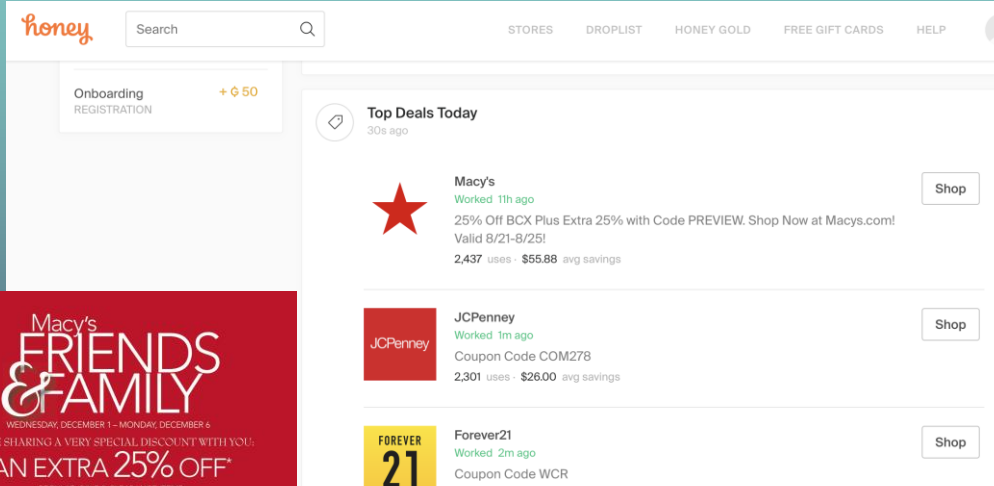 honey
Search
STORES
DROPLIST
HONEY GOLD
FREE GIFT CARDS
HELP
Onboarding
+ G 50
REGISTRATION
Top Deals Today
30s ago
Macy's
Worked 11h ago
25% Off BCX Plus Extra 25% with Code PREVIEW. Shop Now at Macys.com!
Valid 8/21-8/25!
2,437 uses · $55.88 avg savings
Shop
JCPenney
JCPenney
Worked 1m ago
Coupon Code COM278
2,301 uses · $26.00 avg savings
Shop
FOREVER
21
Forever21
Worked 2m ago
Coupon Code WCR
Shop
Macy's
FRIENDS
&FAMILY
WEDNESDAY, DECEMBER 1 – MONDAY, DECEMBER 6
SHARING A VERY SPECIAL DISCOUNT WITH YOU:
AN EXTRA 25% OFF*